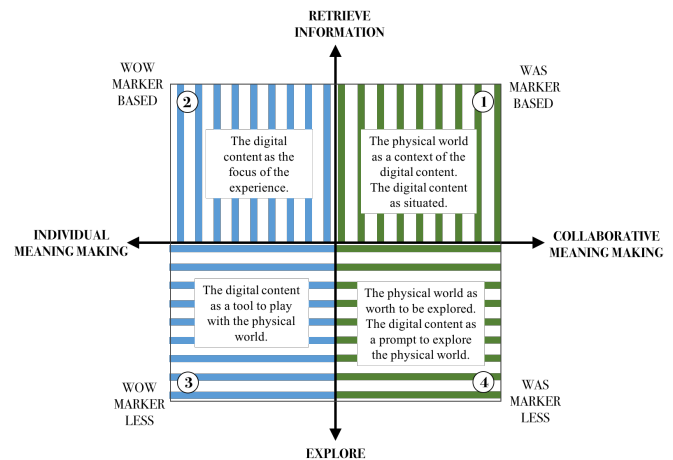 RETRIEVE
INFORMATION
WOW
MARKER
BASED
WAS
MARKER
BASED
2
1
The digital
content as the
focus of the
experience.
The physical world
as a context of the
digital content.
The digital content
as situated.
INDIVIDUAL
MEANING MAKING
COLLABORATIVE
MEANING MAKING
The digital content
as a tool to play
with the physical
world.
The physical world as
worth to be explored.
The digital content as
a prompt to explore
the physical world.
3
4
WOW
MARKER
LESS
WAS
MARKER
LESS
EXPLORE